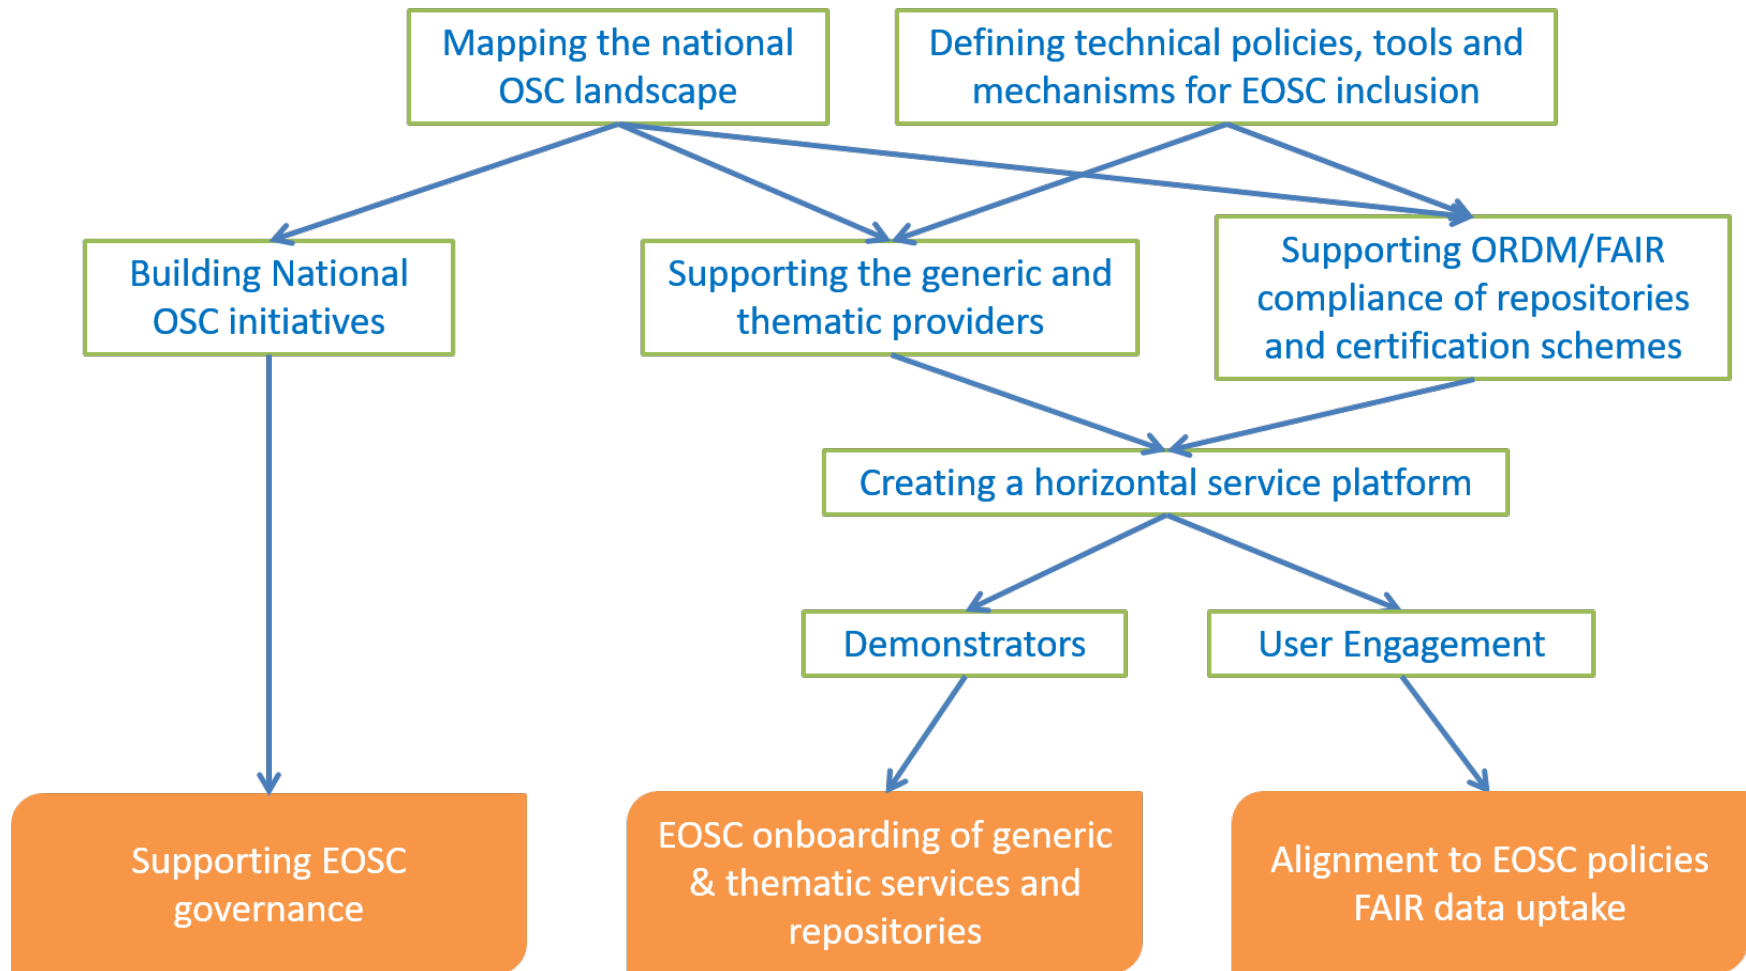 Mapping the national
OSC landscape
Defining technical policies, tools and
mechanisms for EOSC inclusion
Building National
OSC initiatives
Supporting the generic and
thematic providers
Supporting ORDM/FAIR
compliance of repositories
and certification schemes
Creating a horizontal service platform
Demonstrators
User Engagement
Supporting EOSC
governance
EOSC onboarding of generic
& thematic services and
repositories
Alignment to EOSC policies
FAIR data uptake